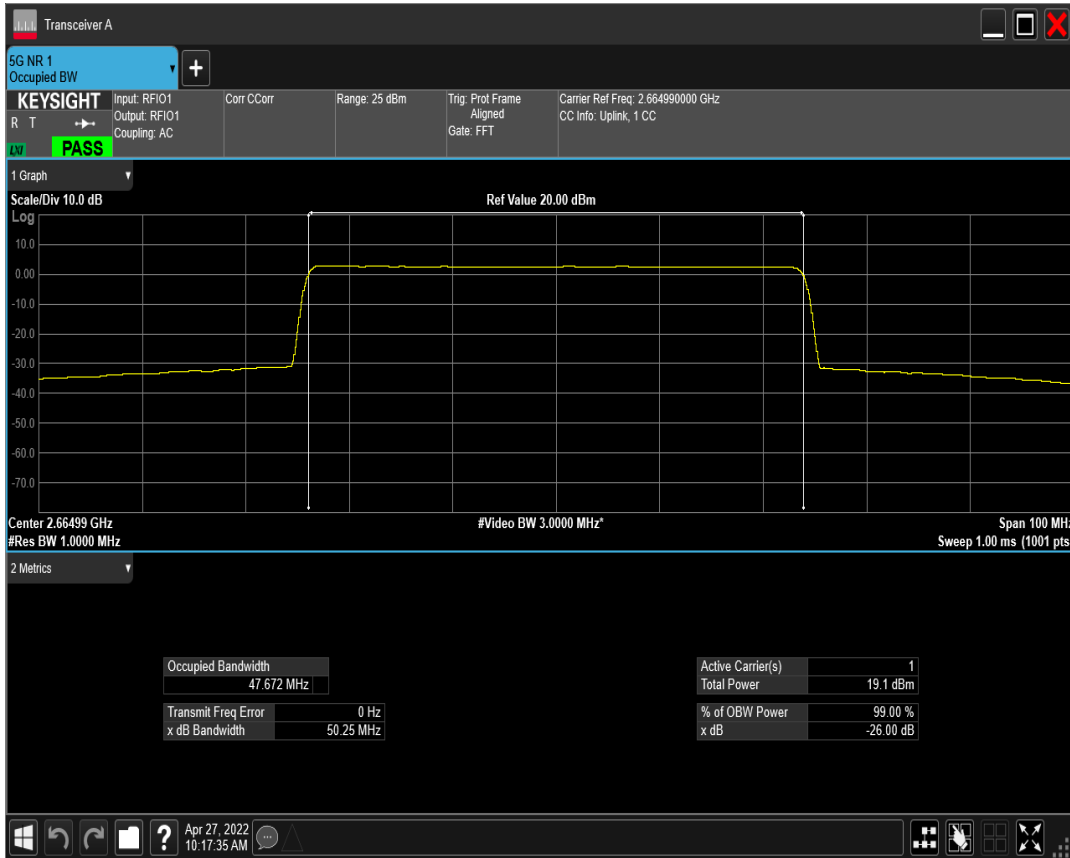 Transceiver A
5G NR 1
Occupied BW
+
KEYSIGHT
R T
LXI
PASS
Input: RFIO1
Output: RFIO1
Coupling: AC
Corr CCorr
Range: 25 dBm
Trig: Prot Frame
Aligned
Gate: FFT
Carrier Ref Freq: 2.664990000 GHz
CC Info: Uplink, 1 CC
1 Graph
Scale/Div 10.0 dB
Ref Value 20.00 dBm
Log
10.0
0.00
-10.0
-20.0
-30.0
-40.0
-50.0
-60.0
-70.0
Center 2.66499 GHz
#Video BW 3.0000 MHz*
Span 100 MHz
#Res BW 1.0000 MHz
Sweep 1.00 ms (1001 pts
2 Metrics
Occupied Bandwidth
47.672 MHz
Transmit Freq Error 0 Hz
x dB Bandwidth 50.25 MHz
Active Carrier(s) 1
Total Power 19.1 dBm
% of OBW Power 99.00 %
x dB -26.00 dB
?
Apr 27, 2022
10:17:35 AM